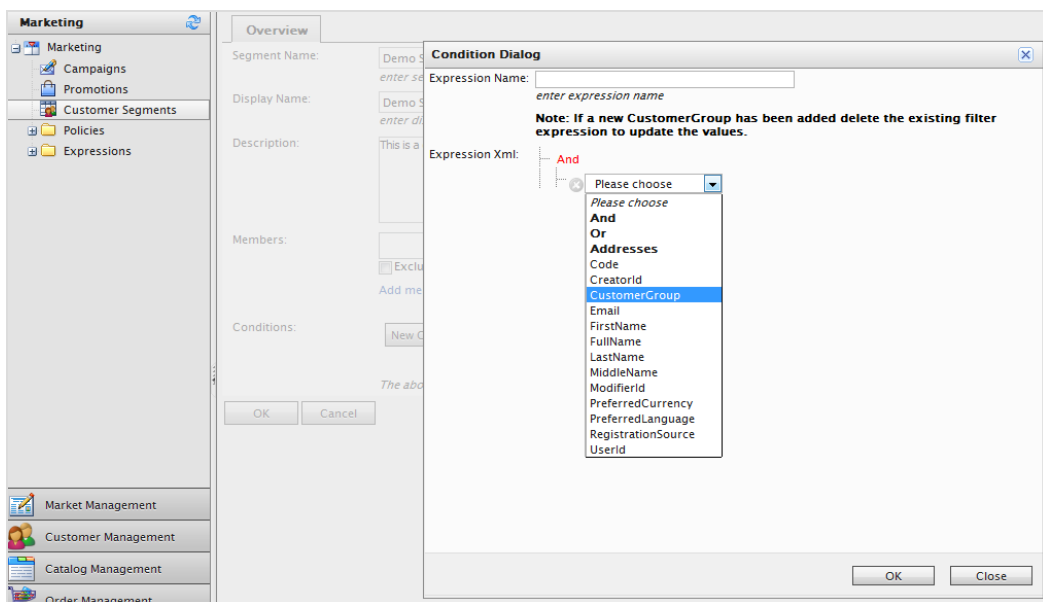 Marketing
Marketing
Campaigns
Promotions
Customer Segments
Policies
Expressions
Market Management
Customer Management
Catalog Management
Order Management
Overview
Segment Name:
Demo S
enter se
Display Name:
Demo S
enter di
Description:
This is a
Members:
Exclu
Add me
Conditions:
New C
The abo
OK
Cancel
Condition Dialog
Expression Name:
enter expression name
Note: If a new CustomerGroup has been added delete the existing filter
expression to update the values.
Expression Xml:
And
Please choose
Please choose
And
Or
Addresses
Code
CreatorId
CustomerGroup
Email
FirstName
FullName
LastName
MiddleName
ModifierId
PreferredCurrency
PreferredLanguage
RegistrationSource
UserId
OK
Close